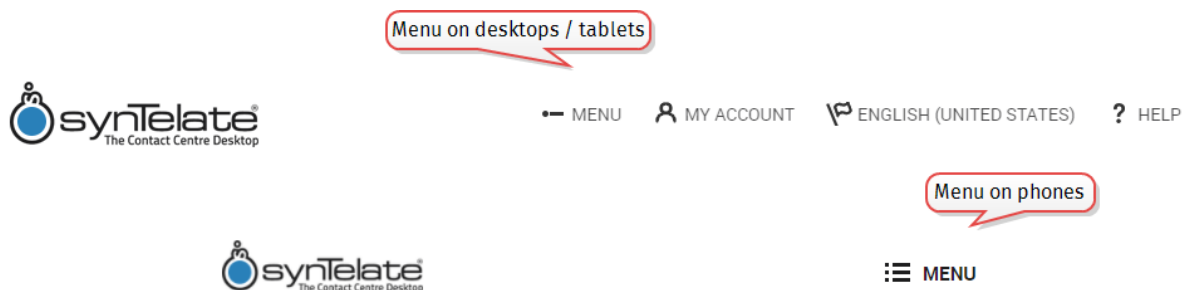 Menu on desktops / tablets
synTelate®
The Contact Centre Desktop
MENU
MY ACCOUNT
ENGLISH (UNITED STATES)
? HELP
Menu on phones
synTelate
The Contact Centre Desktop
MENU